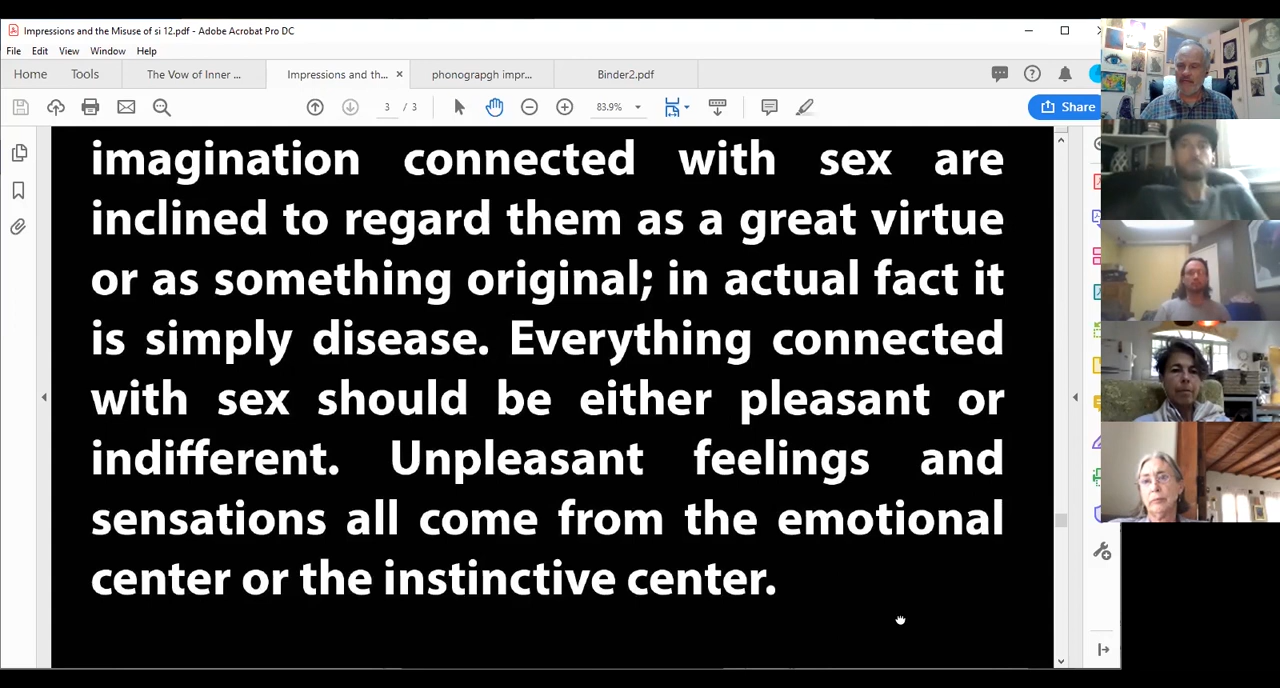 Impressions and the Misuse of si 12.pdf - Adobe Acrobat Pro DC
File Edit View Window Help
Home Tools The Vow of Inner ... Impressions and th... × phonograpgh impr... Binder2.pdf
3 / 3 83.9% Share
imagination connected with sex are
inclined to regard them as a great virtue
or as something original; in actual fact it
is simply disease. Everything connected
with sex should be either pleasant or
indifferent. Unpleasant feelings and
sensations all come from the emotional
center or the instinctive center.